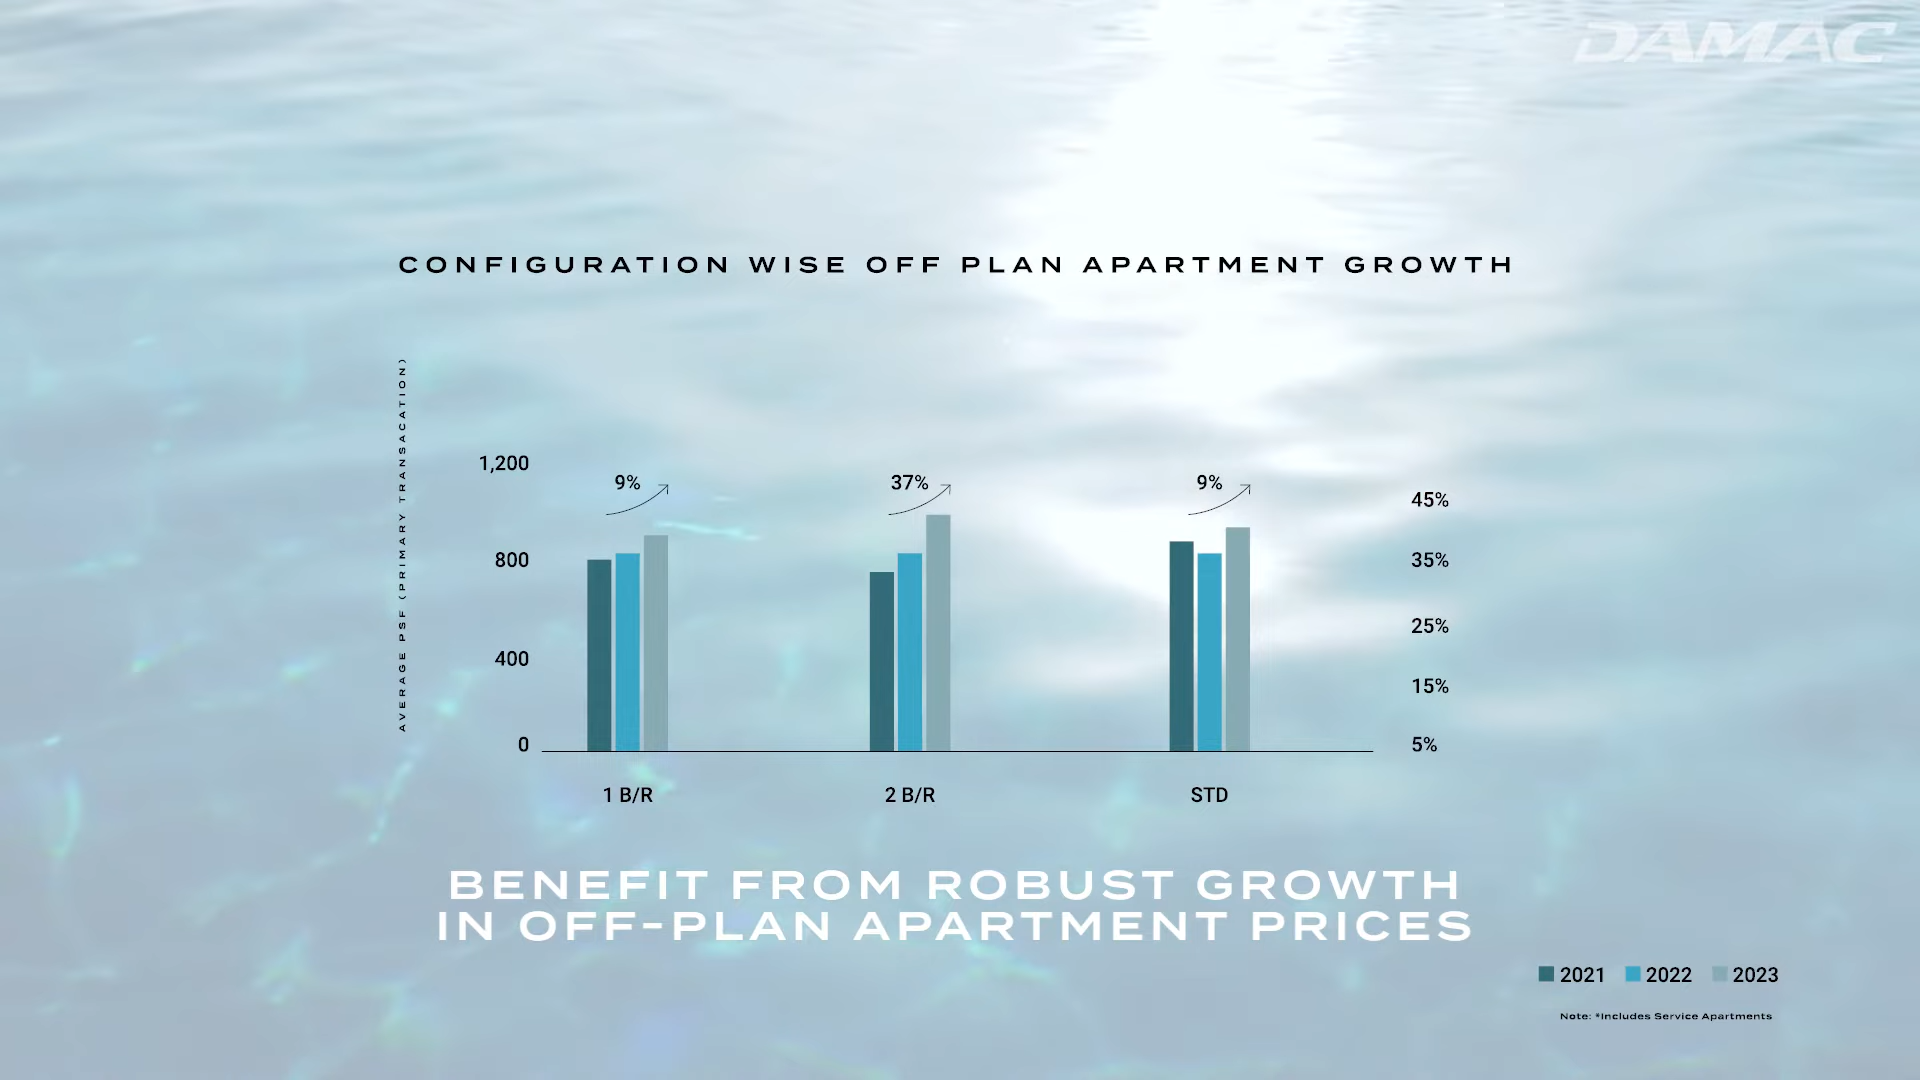 DAMAC
CONFIGURATION WISE OFF PLAN APARTMENT GROWTH
AVERAGE PSF (PRIMARY TRANSACATION)
1,200
800
400
0
9%
37%
9%
45%
35%
25%
15%
5%
1 B/R
2 B/R
STD
BENEFIT FROM ROBUST GROWTH
IN OFF-PLAN APARTMENT PRICES
2021 2022 2023
Note: *Includes Service Apartments